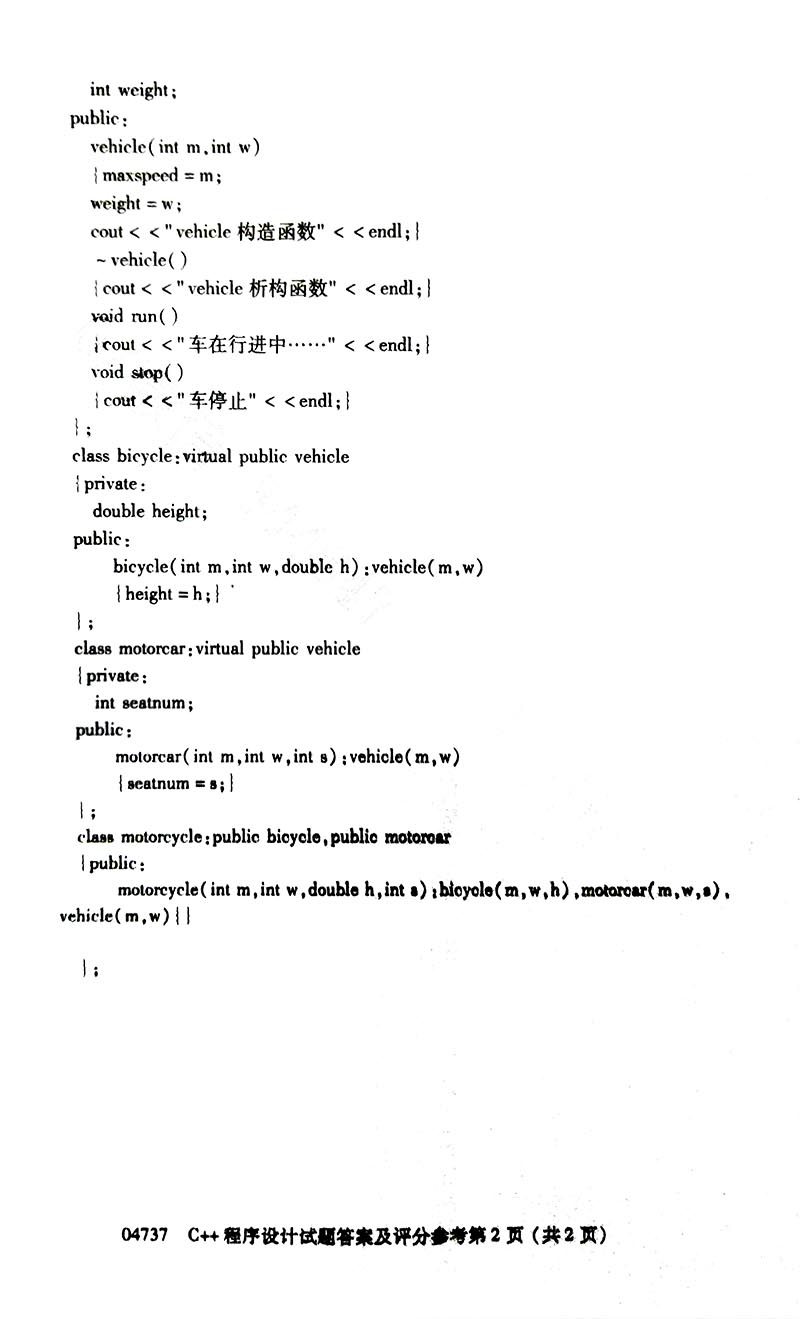 int weight;
public:
vehicle(int m,int w)
{maxspeed = m;
weight = w;
cout < <"vehicle 构造函数" < <endl;}
~vehicle( )
{cout < <"vehicle 析构函数" < <endl;}
void run( )
{cout < <"车在行进中……" < <endl;}
void stop( )
{cout < <"车停止" < <endl;}
};
class bicycle:virtual public vehicle
{private:
double height;
public:
bicycle(int m,int w,double h):vehicle(m,w)
{height = h;}
};
class motorcar:virtual public vehicle
{private:
int seatnum;
public:
motorcar(int m,int w,int s):vehicle(m,w)
{seatnum = s;}
};
class motorcycle:public bicycle,public motorcar
{public:
motorcycle(int m,int w,double h,int s):bicycle(m,w,h),motorcar(m,w,s),
vehicle(m,w){}
};
04737 C++ 程序设计试题答案及评分参考第 2 页 (共 2 页)